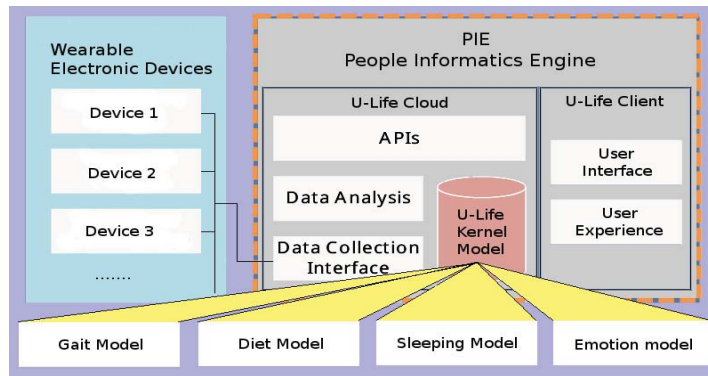 Wearable
Electronic Devices
Device 1
Device 2
Device 3
.......
PIE
People Informatics Engine
U-Life Cloud
APIs
Data Analysis
Data Collection
Interface
U-Life
Kernel
Model
U-Life Client
User
Interface
User
Experience
Gait Model
Diet Model
Sleeping Model
Emotion model